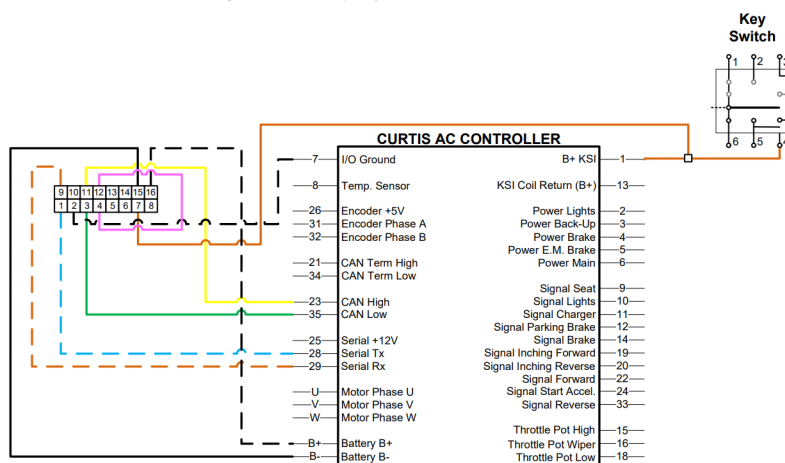 Key
Switch
1 2 3
6 5 4
CURTIS AC CONTROLLER
9 10 11 12 13 14 15 16
1 2 3 4 5 6 7 8
7 I/O Ground
8 Temp. Sensor
26 Encoder +5V
31 Encoder Phase A
32 Encoder Phase B
21 CAN Term High
34 CAN Term Low
23 CAN High
35 CAN Low
25 Serial +12V
28 Serial Tx
29 Serial Rx
U Motor Phase U
V Motor Phase V
W Motor Phase W
B+ Battery B+
B- Battery B-
B+ KSI 1
KSI Coil Return (B+) 13
Power Lights 2
Power Back-Up 3
Power Brake 4
Power E.M. Brake 5
Power Main 6
Signal Seat 9
Signal Lights 10
Signal Charger 11
Signal Parking Brake 12
Signal Brake 14
Signal Inching Forward 19
Signal Inching Reverse 20
Signal Forward 22
Signal Start Accel. 24
Signal Reverse 33
Throttle Pot High 15
Throttle Pot Wiper 16
Throttle Pot Low 18